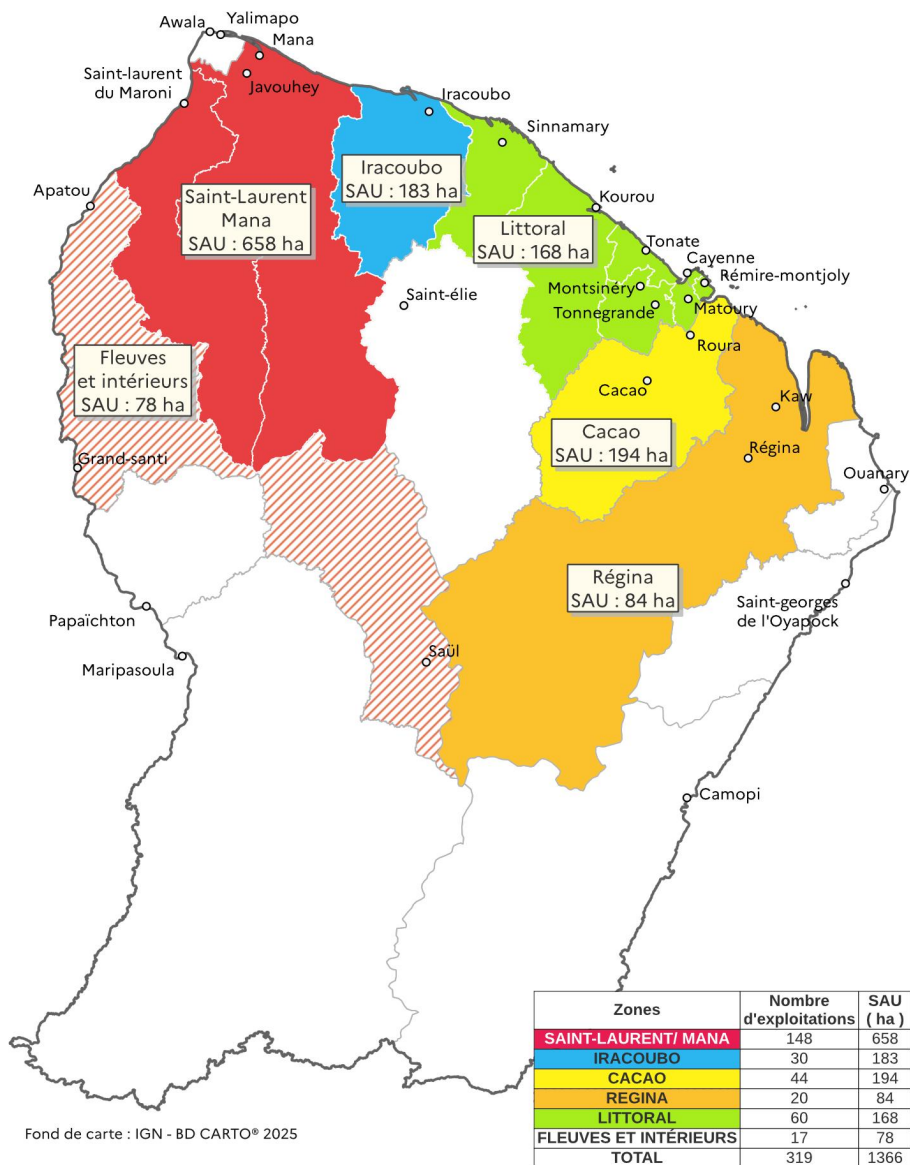 Awala
Yalimapo
Mana
Saint-laurent
du Maroni
Javouhey
Iracoubo
Sinnamary
Iracoubo
SAU : 183 ha
Apatou
Saint-Laurent
Mana
SAU : 658 ha
Kourou
Littoral
SAU : 168 ha
Tonate
Cayenne
Rémire-montjoly
Montsinéry
Saint-élie
Tonnegrande
Matoury
Roura
Fleuves
et intérieurs
SAU : 78 ha
Cacao
Kaw
Cacao
SAU : 194 ha
Grand-santi
Régina
Ouanary
Régina
SAU : 84 ha
Saint-georges
de l'Oyapock
Papaïchton
Saül
Maripasoula
Camopi
Zones Nombre d'exploitations SAU ( ha )
SAINT-LAURENT/ MANA 148 658
IRACOUBO 30 183
CACAO 44 194
REGINA 20 84
LITTORAL 60 168
FLEUVES ET INTÉRIEURS 17 78
TOTAL 319 1366
Fond de carte : IGN - BD CARTO® 2025